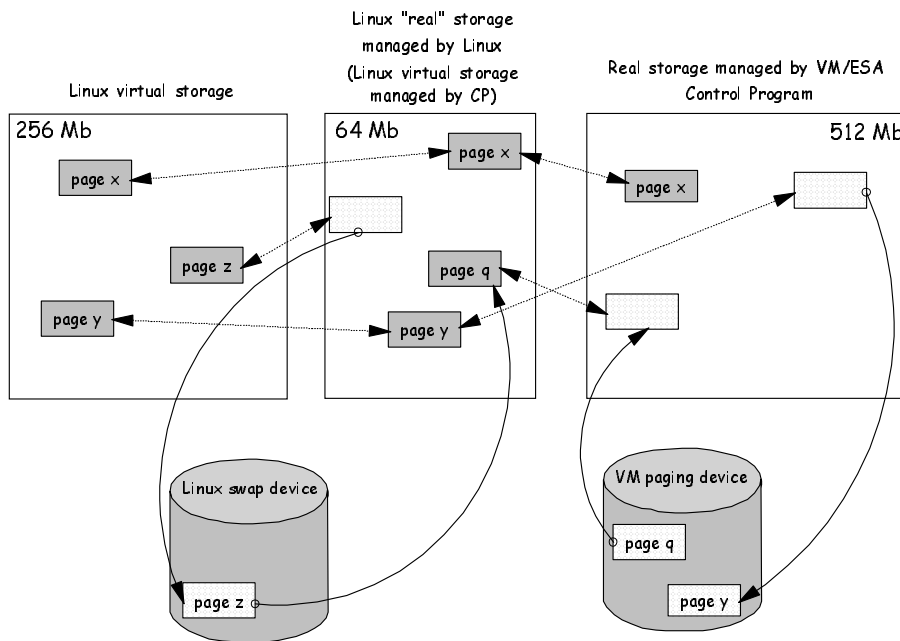 Linux virtual storage
Linux "real" storage
managed by Linux
(Linux virtual storage
managed by CP)
Real storage managed by VM/ESA
Control Program
256 Mb
page x
page z
page y
64 Mb
page x
page q
page y
512 Mb
page x
Linux swap device
page z
VM paging device
page q
page y